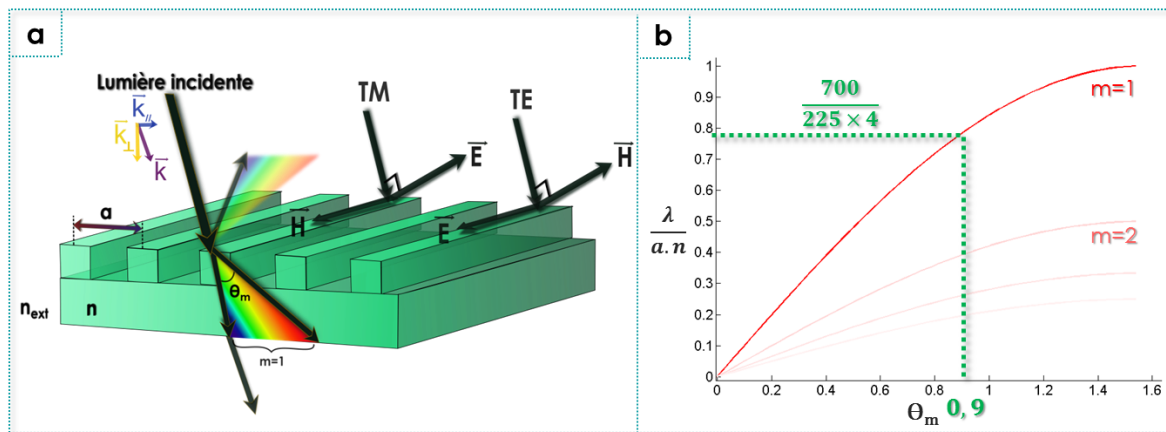 a
Lumière incidente
TM
TE
k⃗//
k⃗⊥
k⃗
E⃗
H⃗
a
H⃗
E⃗
n_ext
n
Θm
m=1
b
1
0.9
0.8
0.7
0.6
0.5
0.4
0.3
0.2
0.1
0
700
225 × 4
λ
a.n
m=1
m=2
0 0.2 0.4 0.6 0.8 1 1.2 1.4 1.6
Θm 0, 9